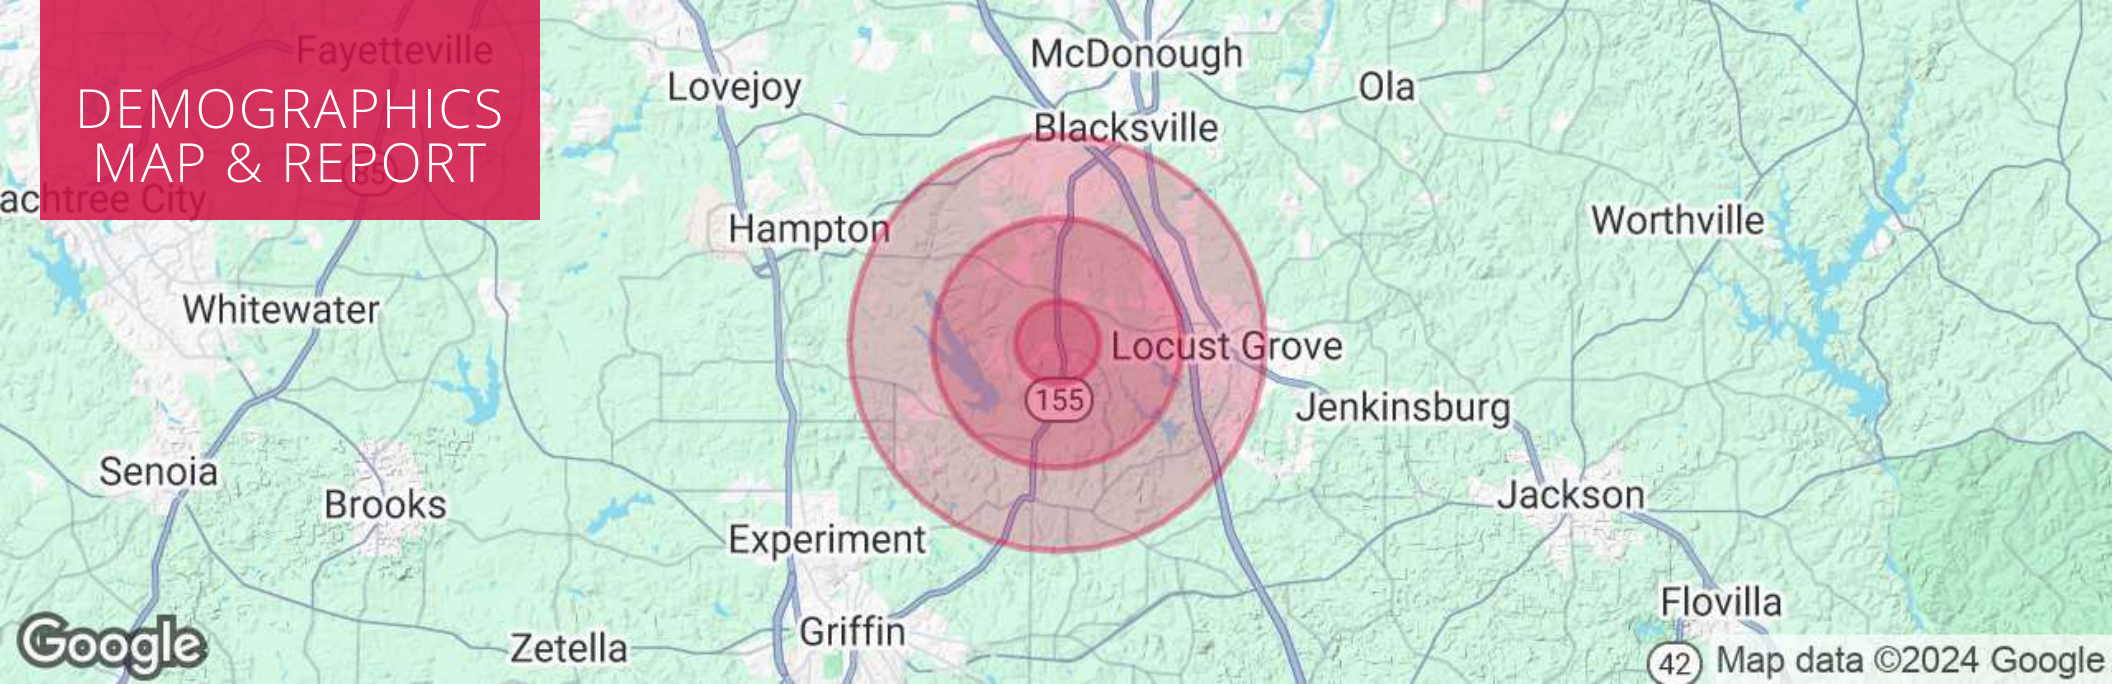 Fayetteville
DEMOGRAPHICS
MAP & REPORT
85
achtree City
McDonough
Lovejoy
Ola
Blacksville
Hampton
Worthville
Whitewater
Locust Grove
155
Jenkinsburg
Senoia
Brooks
Jackson
Experiment
Flovilla
Griffin
Zetella
Google
42
Map data ©2024 Google